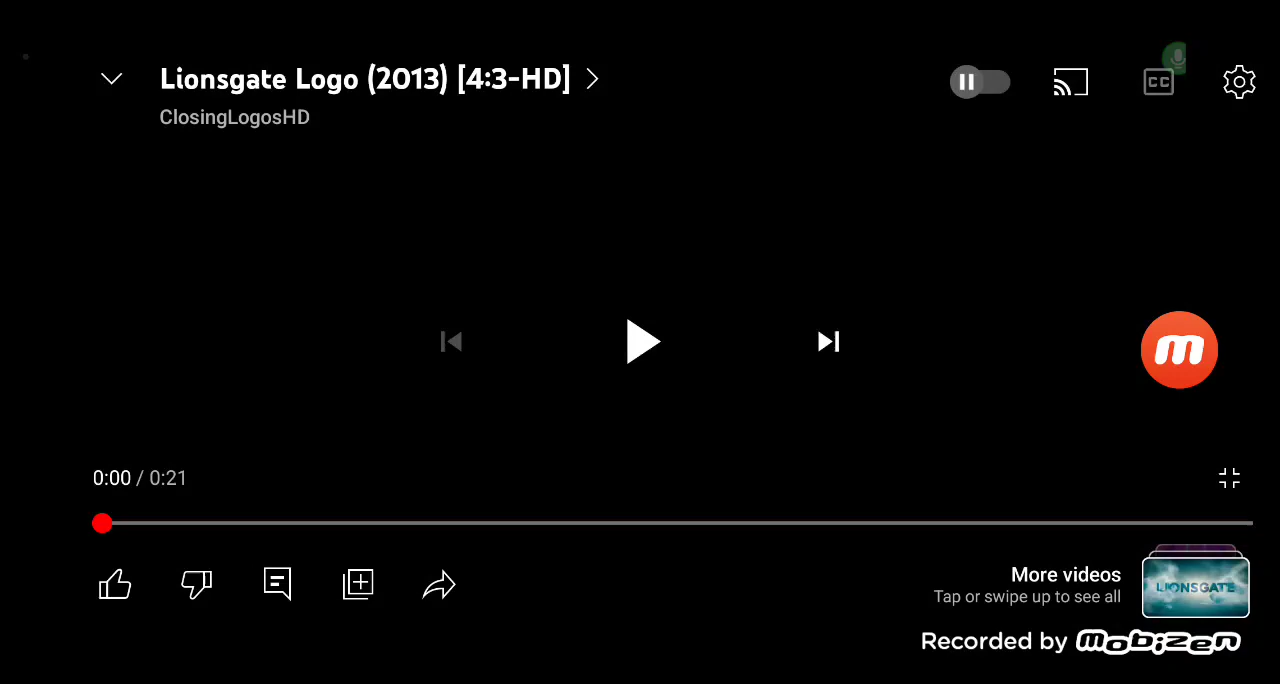 Lionsgate Logo (2013) [4:3-HD]
ClosingLogosHD
CC
m
0:00 / 0:21
More videos
Tap or swipe up to see all
LIONSGATE
Recorded by mobizen